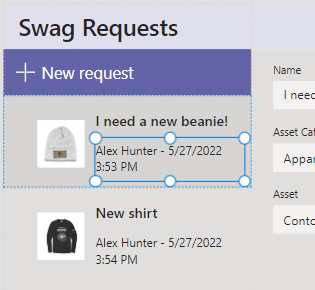 Swag Requests
New request
I need a new beanie!
Alex Hunter - 5/27/2022
3:53 PM
New shirt
Alex Hunter - 5/27/2022
3:54 PM
Name
I need
Asset Cat
Appar
Asset
Conto